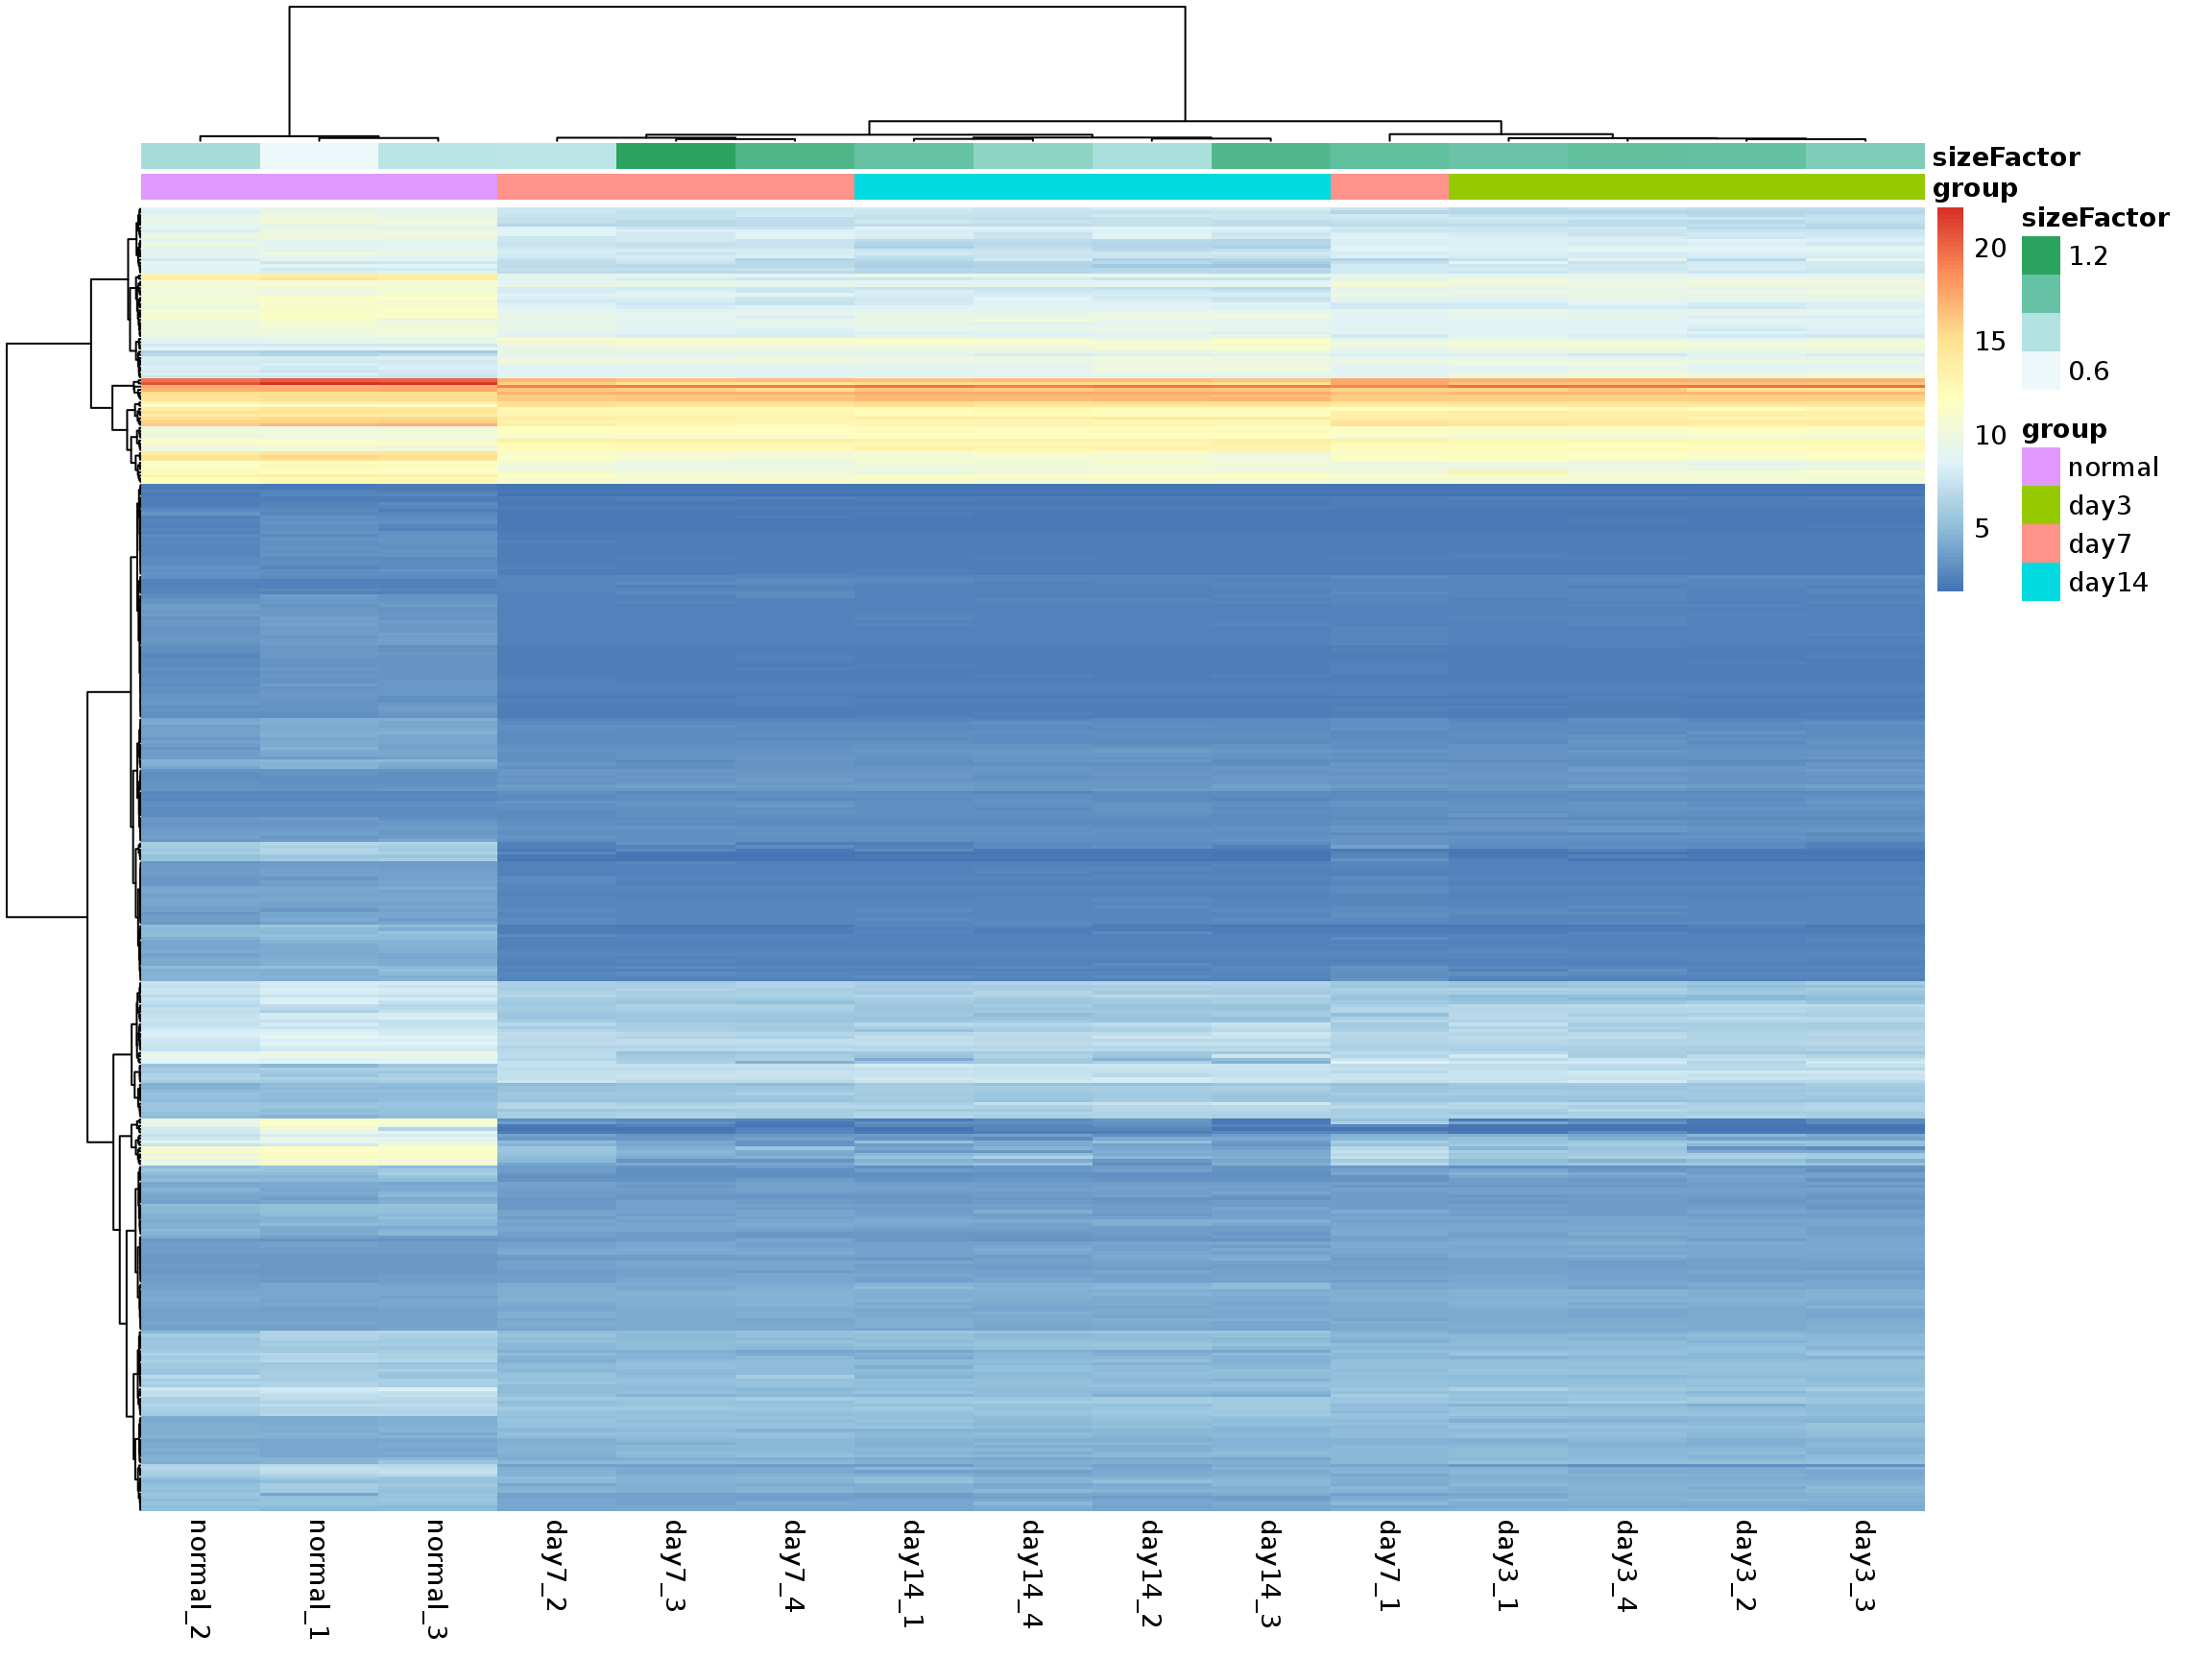 sizeFactor
group
20
15
10
5
sizeFactor
1.2
0.6
group
normal
day3
day7
day14
normal_2
normal_1
normal_3
day7_2
day7_3
day7_4
day14_1
day14_4
day14_2
day14_3
day7_1
day3_1
day3_4
day3_2
day3_3